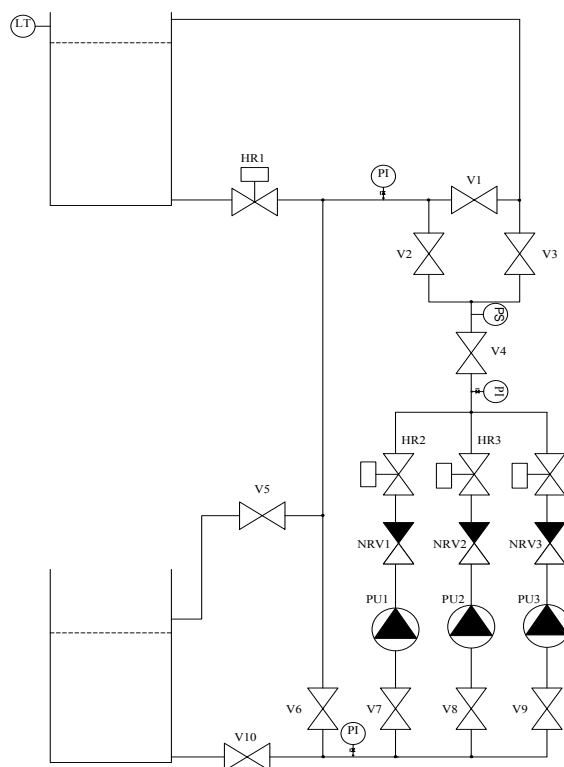 LT
HR1
PI
V1
V2
V3
PS
V4
PI
HR2
HR3
V5
NRV1
NRV2
NRV3
PU1
PU2
PU3
V6
V7
V8
V9
V10
PI